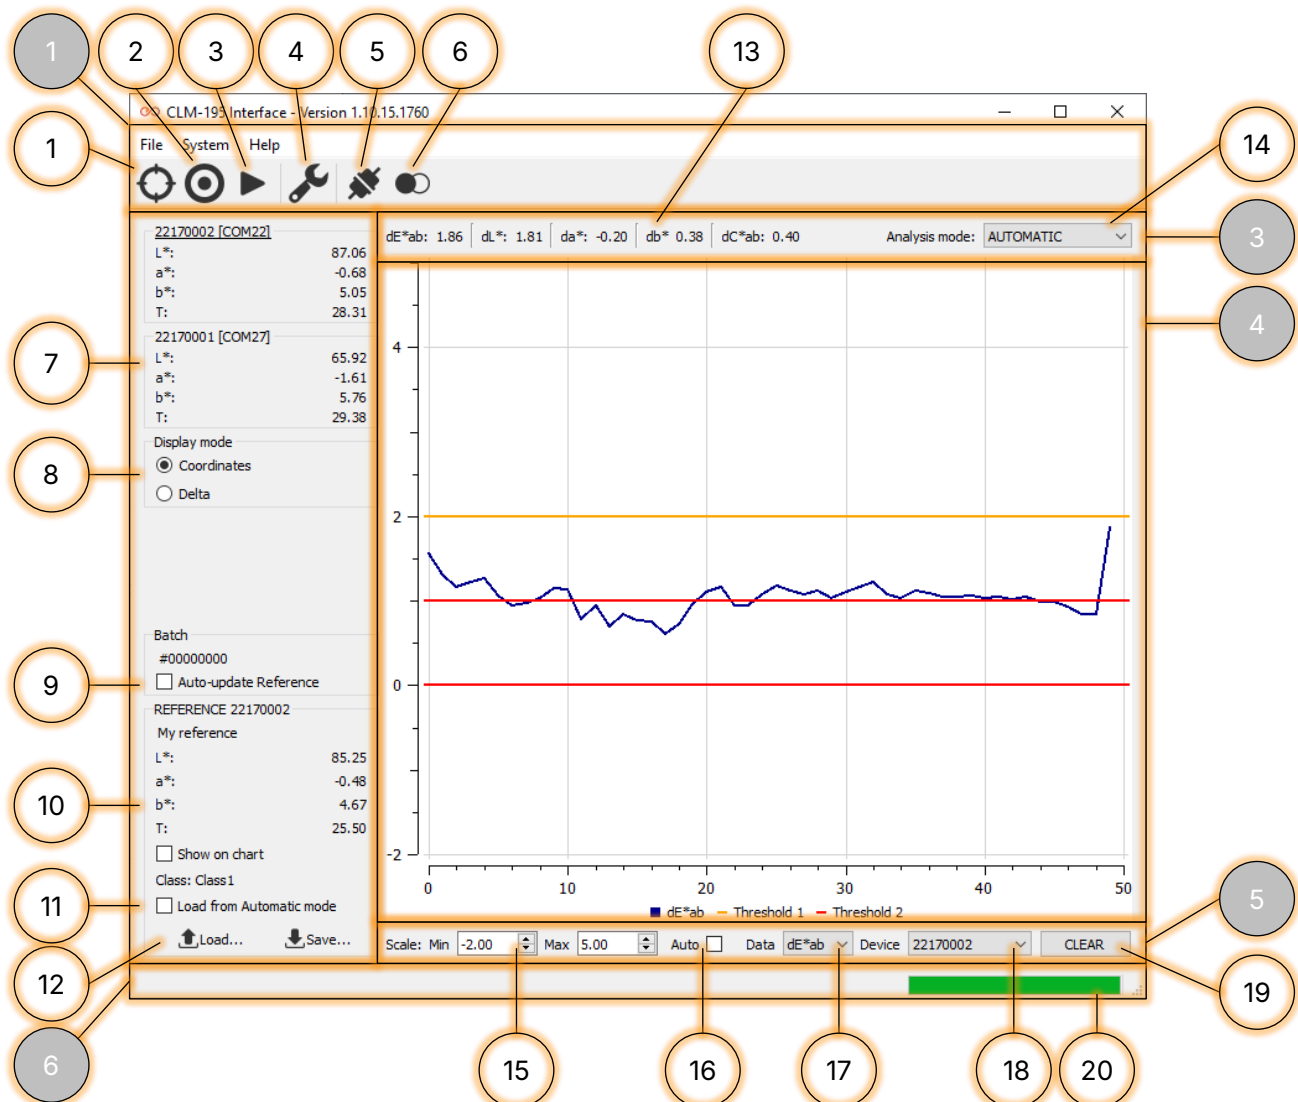 1 2 3 4 5 6 13
CLM-195 Interface - Version 1.10.15.1760
File System Help
1
14
22170002 [COM22]
L*: 87.06
a*: -0.68
b*: 5.05
T: 28.31
dE*ab: 1.86 dL*: 1.81 da*: -0.20 db* 0.38 dC*ab: 0.40 Analysis mode: AUTOMATIC
3
4
22170001 [COM27]
L*: 65.92
a*: -1.61
b*: 5.76
T: 29.38
7
Display mode
Coordinates
Delta
8
Batch
#00000000
Auto-update Reference
9
REFERENCE 22170002
My reference
L*: 85.25
a*: -0.48
b*: 4.67
T: 25.50
10
Show on chart
Class: Class1
Load from Automatic mode
11
Load... Save...
12
4
2
0
-2
0 10 20 30 40 50
dE*ab Threshold 1 Threshold 2
5
Scale: Min -2.00 Max 5.00 Auto Data dE*ab Device 22170002 CLEAR
19
6 15 16 17 18 20